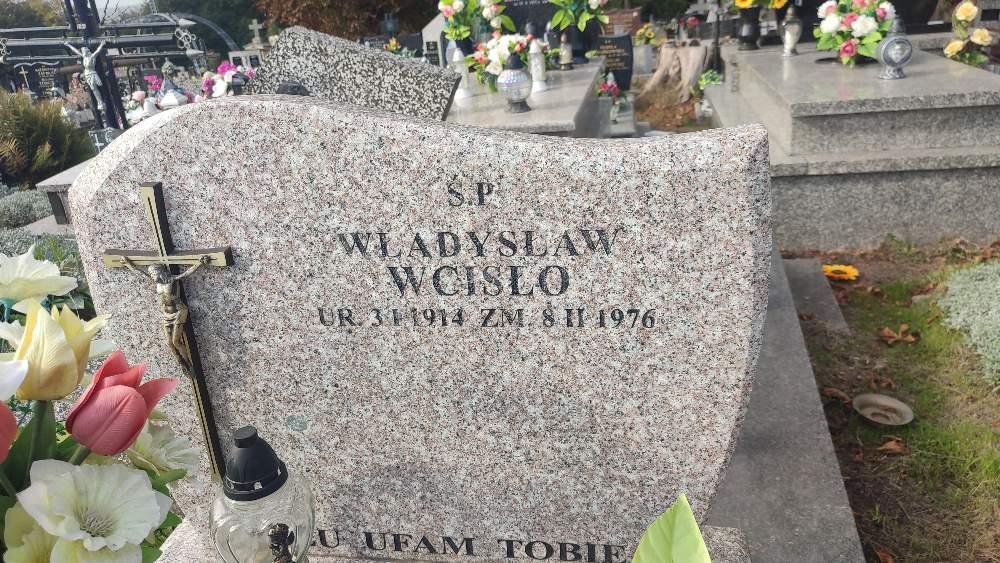 Ś.P.
WŁADYSŁAW
WCISŁO
UR. 3 I 1914 ZM. 8 II 1976
UFAM TOBIE